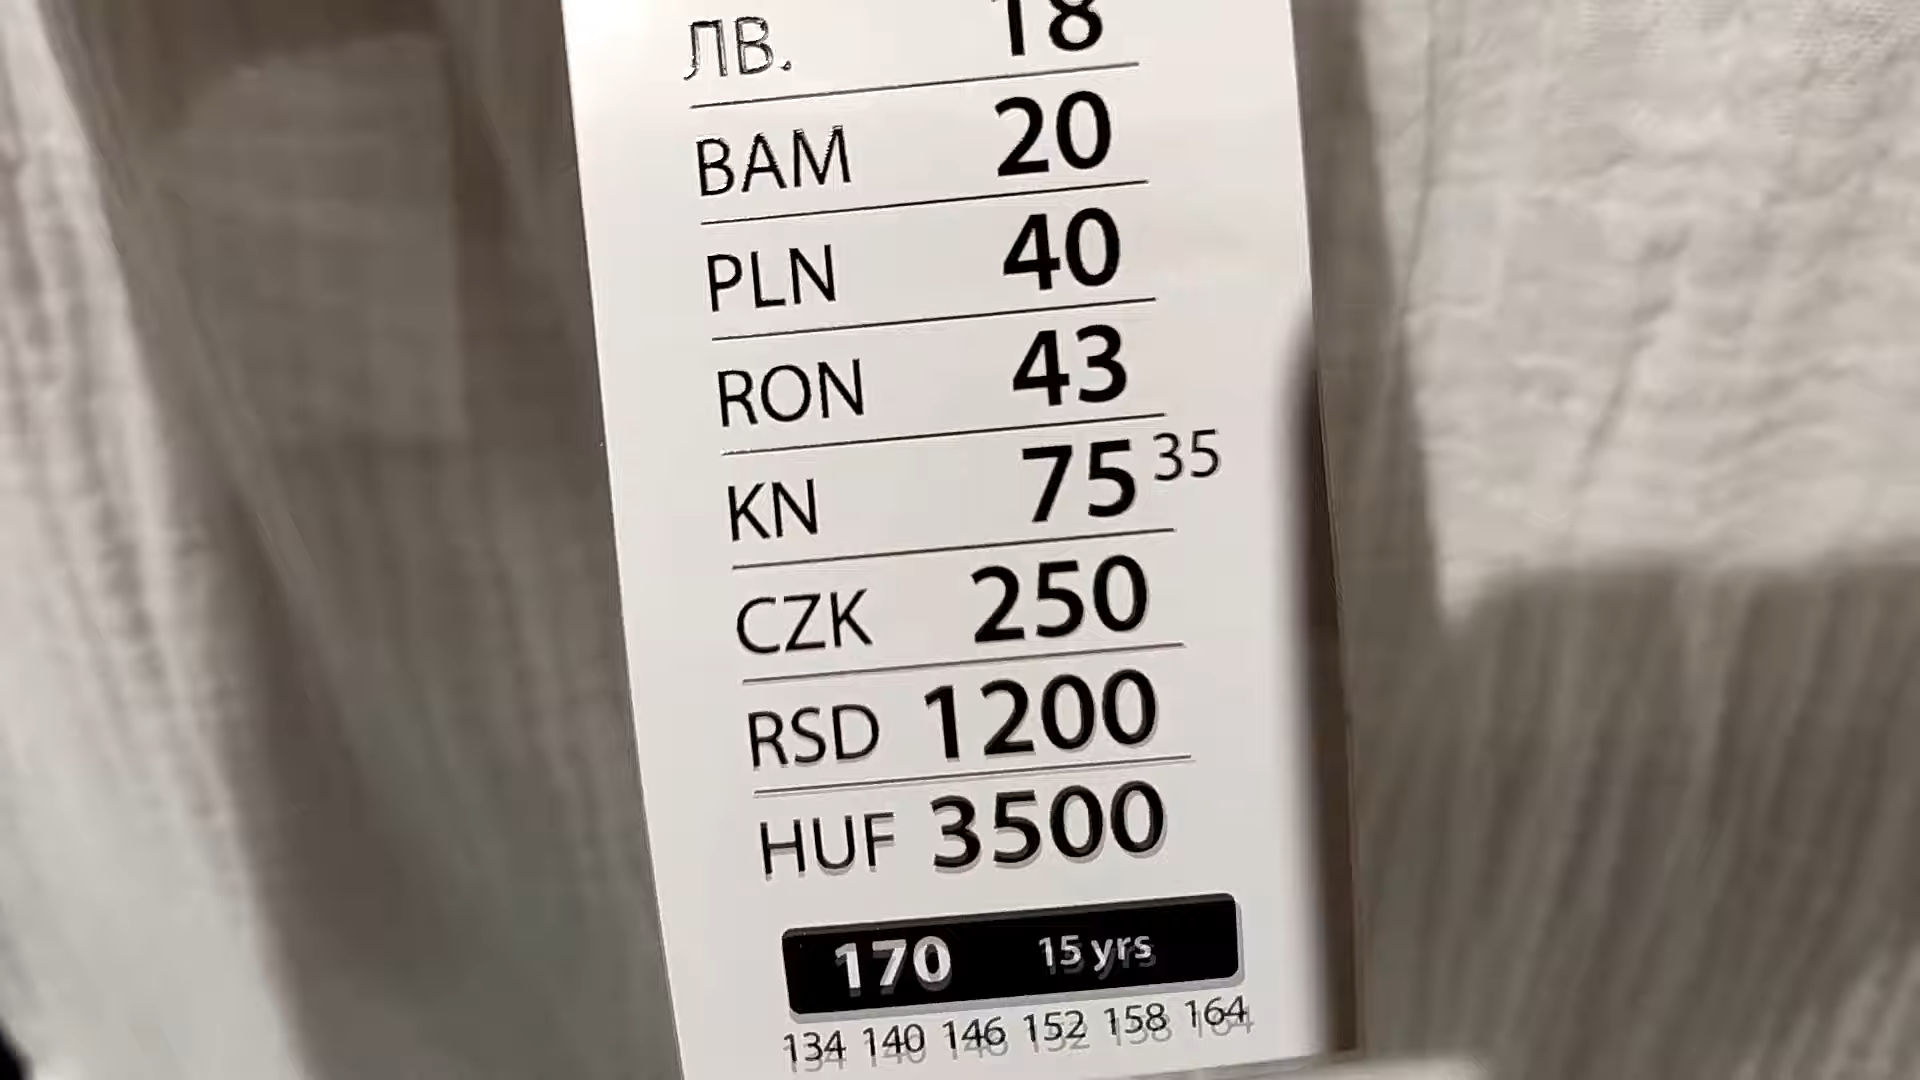 ЛВ. 18
BAM 20
PLN 40
RON 43
KN 75 35
CZK 250
RSD 1200
HUF 3500
170 15 yrs
134 140 146 152 158 164